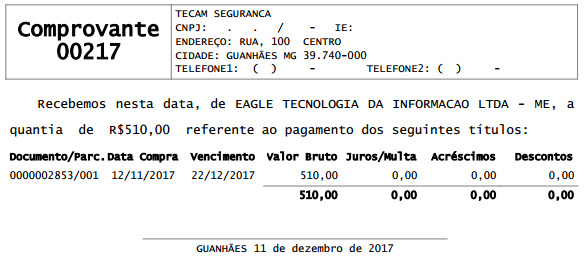 Comprovante
00217
TECAM SEGURANCA
CNPJ: . . / - IE:
ENDEREÇO: RUA, 100 CENTRO
CIDADE: GUANHÃES MG 39.740-000
TELEFONE1: ( ) - TELEFONE2: ( ) -
Recebemos nesta data, de EAGLE TECNOLOGIA DA INFORMACAO LTDA - ME, a
quantia de R$510,00 referente ao pagamento dos seguintes títulos:
Documento/Parc. Data Compra Vencimento Valor Bruto Juros/Multa Acréscimos Descontos
0000002853/001 12/11/2017 22/12/2017 510,00 0,00 0,00 0,00
510,00 0,00 0,00 0,00
GUANHÃES 11 de dezembro de 2017